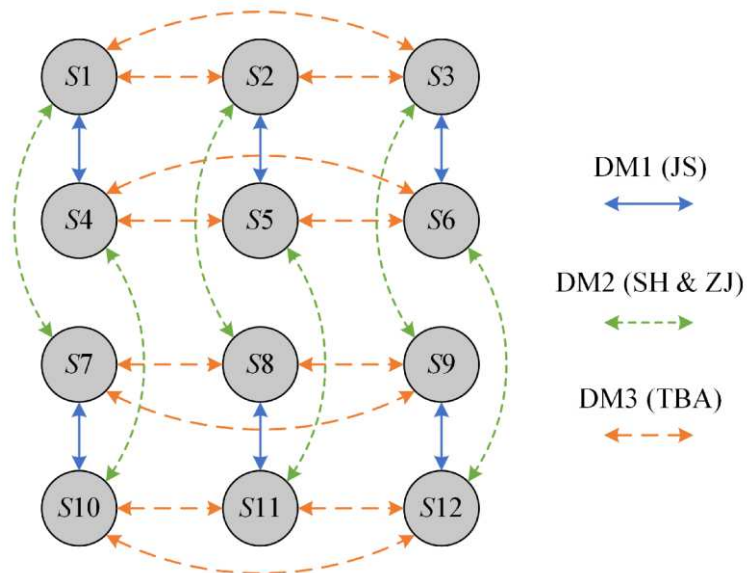 S1 S2 S3
DM1 (JS)
S4 S5 S6
DM2 (SH & ZJ)
S7 S8 S9
DM3 (TBA)
S10 S11 S12